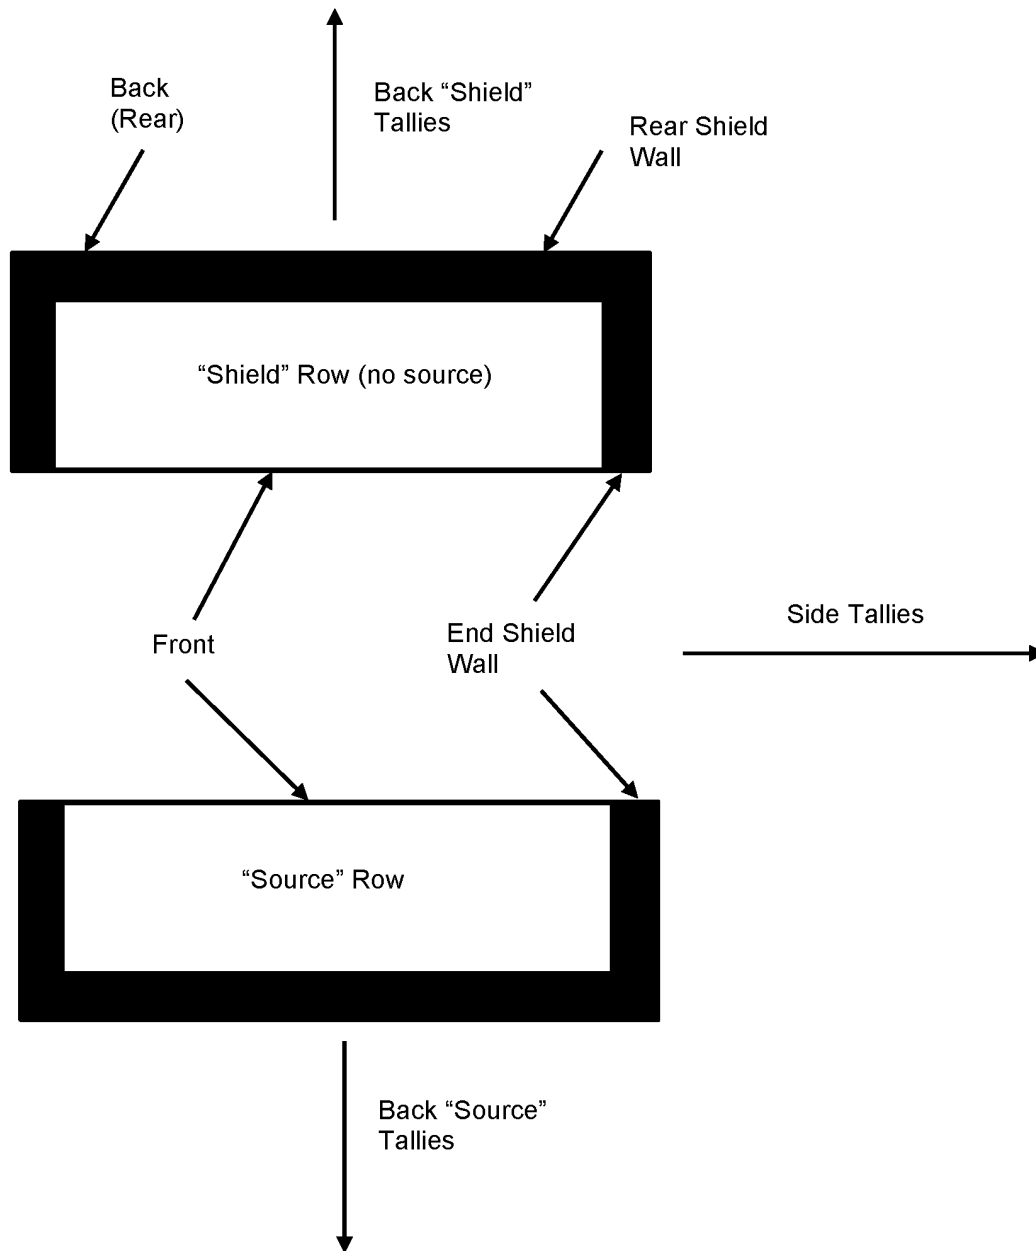 Back
(Rear)
Back “Shield”
Tallies
Rear Shield
Wall
“Shield” Row (no source)
Front
End Shield
Wall
Side Tallies
“Source” Row
Back “Source”
Tallies